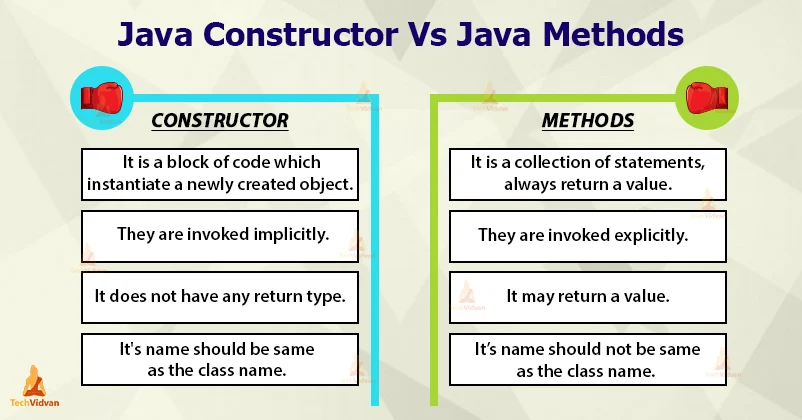 Java Constructor Vs Java Methods
CONSTRUCTOR
It is a block of code which
instantiate a newly created object.
They are invoked implicitly.
It does not have any return type.
It's name should be same
as the class name.
METHODS
It is a collection of statements,
always return a value.
They are invoked explicitly.
It may return a value.
It’s name should not be same
as the class name.
TechVidvan